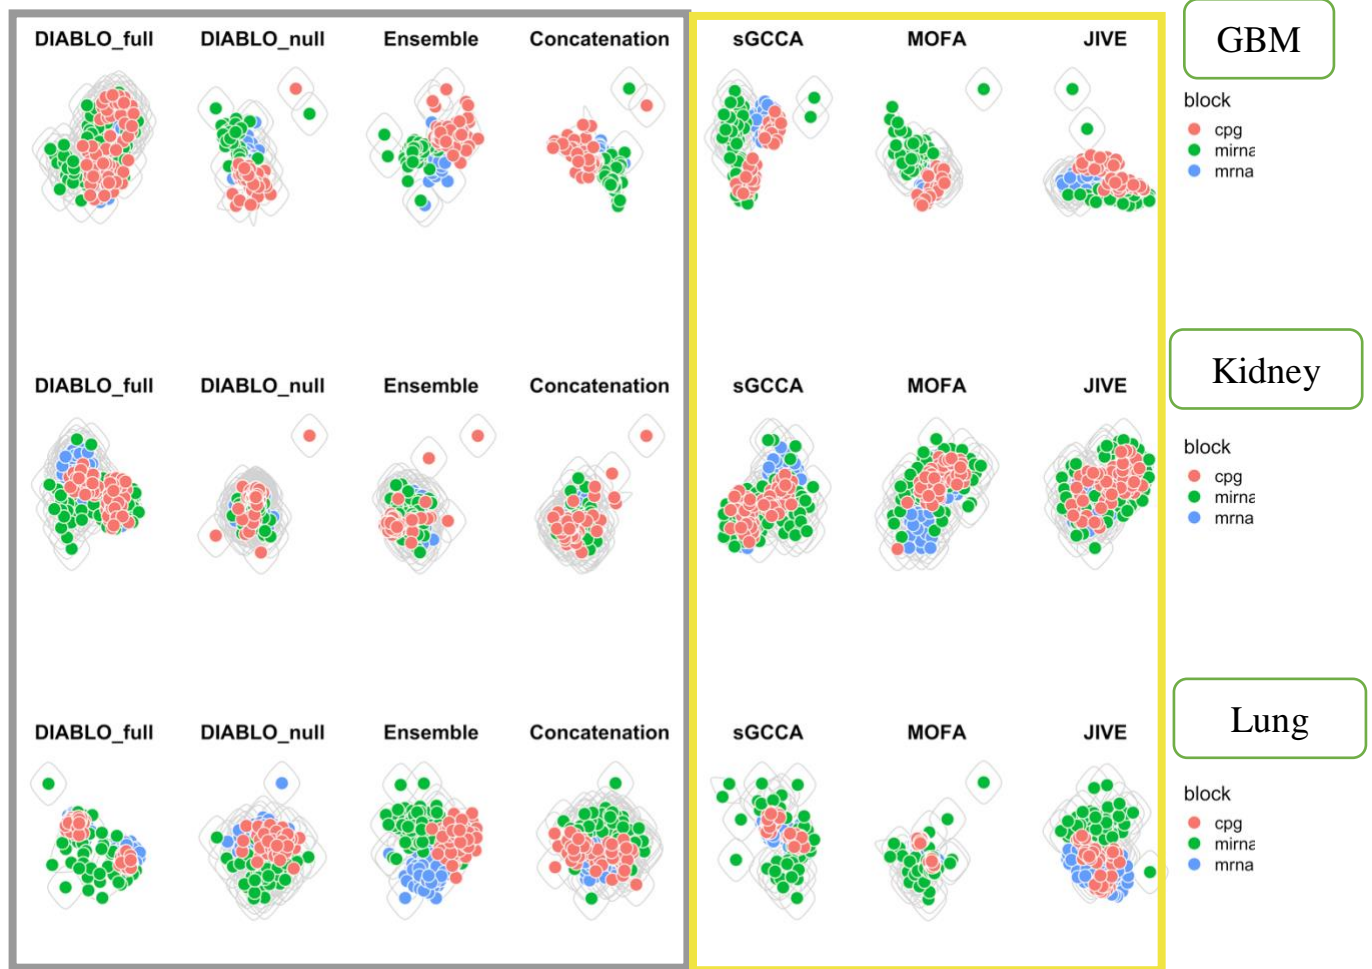 DIABLO_full DIABLO_null Ensemble Concatenation sGCCA MOFA JIVE
GBM
block
cpg
mirna
mrna
DIABLO_full DIABLO_null Ensemble Concatenation sGCCA MOFA JIVE
Kidney
block
cpg
mirna
mrna
DIABLO_full DIABLO_null Ensemble Concatenation sGCCA MOFA JIVE
Lung
block
cpg
mirna
mrna